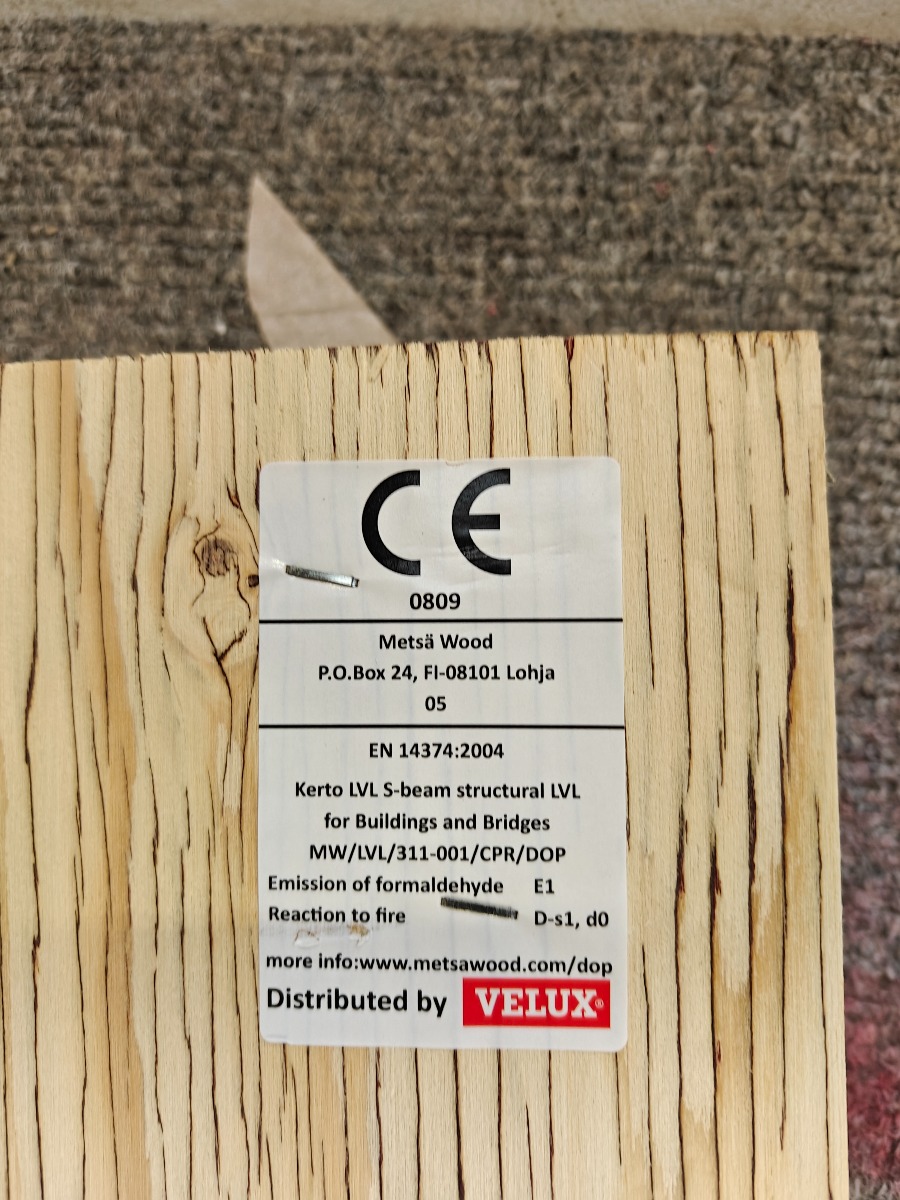 CE
0809
Metsä Wood
P.O.Box 24, FI-08101 Lohja
05
EN 14374:2004
Kerto LVL S-beam structural LVL
for Buildings and Bridges
MW/LVL/311-001/CPR/DOP
Emission of formaldehyde E1
Reaction to fire D-s1, d0
more info:www.metsawood.com/dop
Distributed by VELUX®